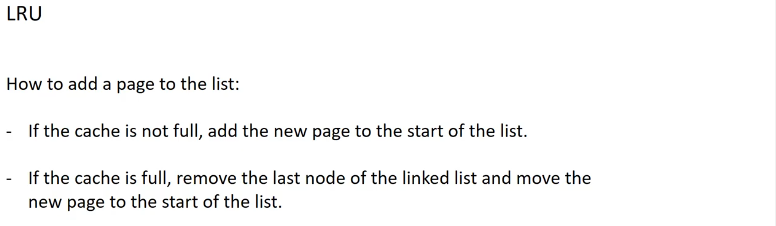 LRU
How to add a page to the list:
- If the cache is not full, add the new page to the start of the list.
- If the cache is full, remove the last node of the linked list and move the
new page to the start of the list.